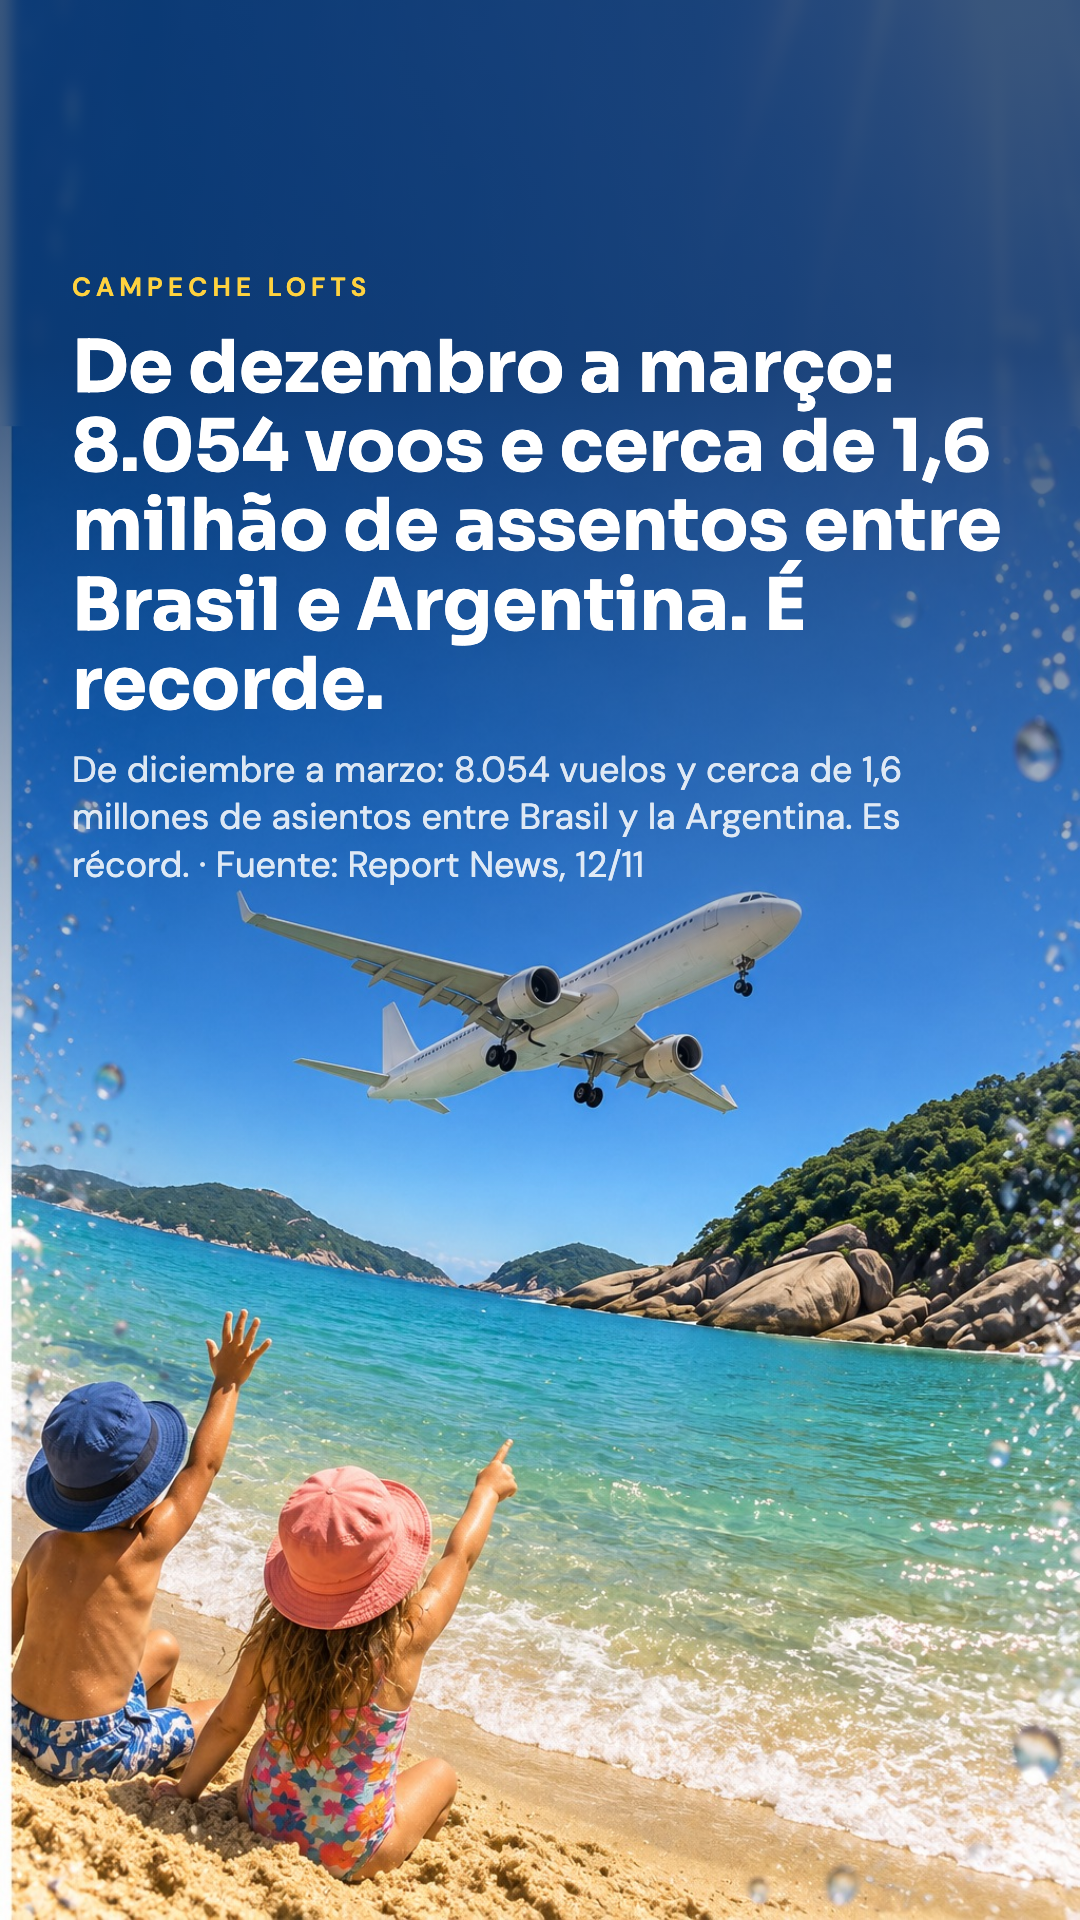 CAMPECHE LOFTS
De dezembro a março:
8.054 voos e cerca de 1,6
milhão de assentos entre
Brasil e Argentina. É
recorde.
De diciembre a marzo: 8.054 vuelos y cerca de 1,6
millones de asientos entre Brasil y la Argentina. Es
récord. · Fuente: Report News, 12/11